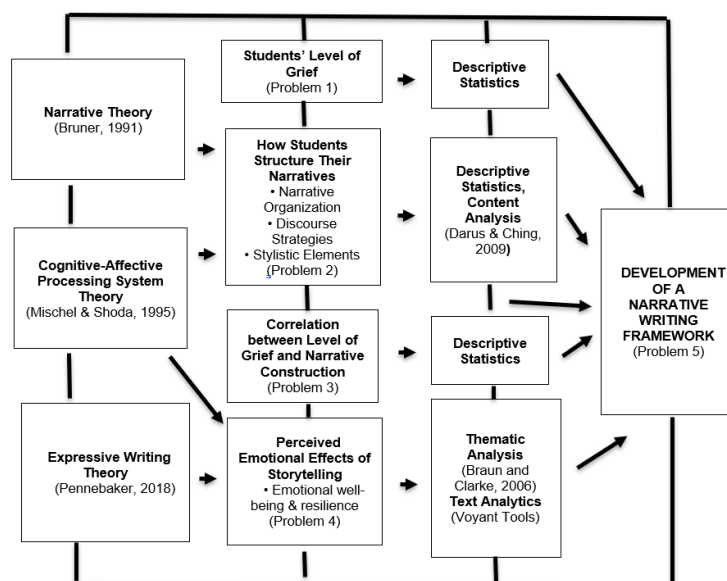 Narrative Theory
(Bruner, 1991)
Cognitive-Affective
Processing System
Theory
(Mischel & Shoda, 1995)
Expressive Writing
Theory
(Pennebaker, 2018)
Students’ Level of
Grief
(Problem 1)
How Students
Structure Their
Narratives
• Narrative
Organization
• Discourse
Strategies
• Stylistic Elements
(Problem 2)
Correlation
between Level of
Grief and Narrative
Construction
(Problem 3)
Perceived
Emotional Effects of
Storytelling
• Emotional well-
being & resilience
(Problem 4)
Descriptive
Statistics
Descriptive
Statistics,
Content
Analysis
(Darus & Ching,
2009)
Descriptive
Statistics
Thematic
Analysis
(Braun and
Clarke, 2006)
Text Analytics
(Voyant Tools)
DEVELOPMENT
OF A
NARRATIVE
WRITING
FRAMEWORK
(Problem 5)